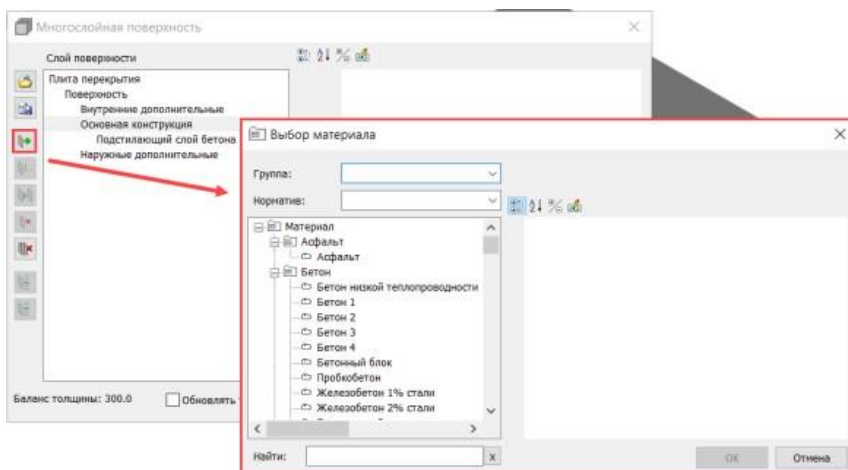 Многослойная поверхность
Слой поверхности
Плита перекрытия
Поверхность
Внутренние дополнительные
Основная конструкция
Подстилающий слой бетона
Наружные дополнительные
Баланс толщины: 300.0
Обновлять
Выбор материала
Группа:
Норматив:
Материал
Асфальт
Асфальт
Бетон
Бетон низкой теплопроводности
Бетон 1
Бетон 2
Бетон 3
Бетон 4
Бетонный блок
Пробкобетон
Железобетон 1% стали
Железобетон 2% стали
Найти:
x
OK
Отмена